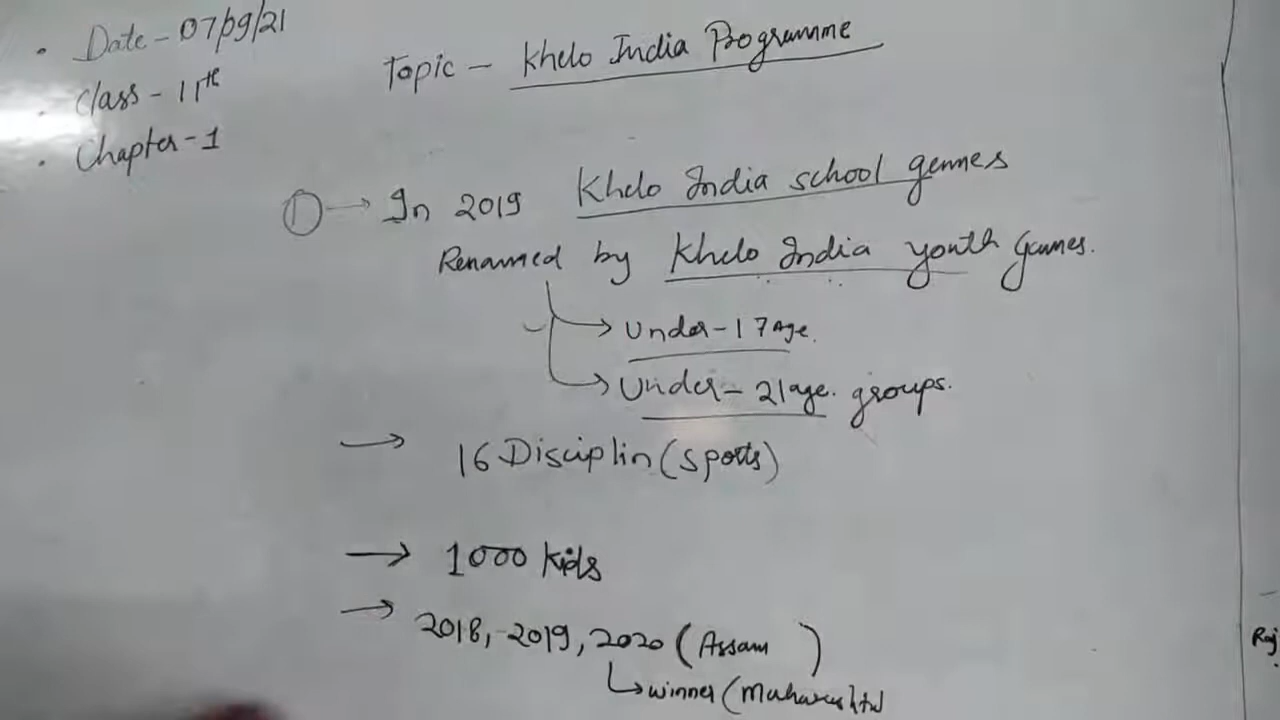 • Date - 07/09/21
• Class - 11th
• Chapter - 1
Topic - Khelo India Programme
① → In 2019 Khelo India school games
Renamed by Khelo India youth Games.
→ Under - 17 Age.
→ Under - 21 age. groups.
→ 16 Disciplin (sports)
→ 1000 Kids
→ 2018, 2019, 2020 (Assam )
↳ winner (Maharashtra
Raj